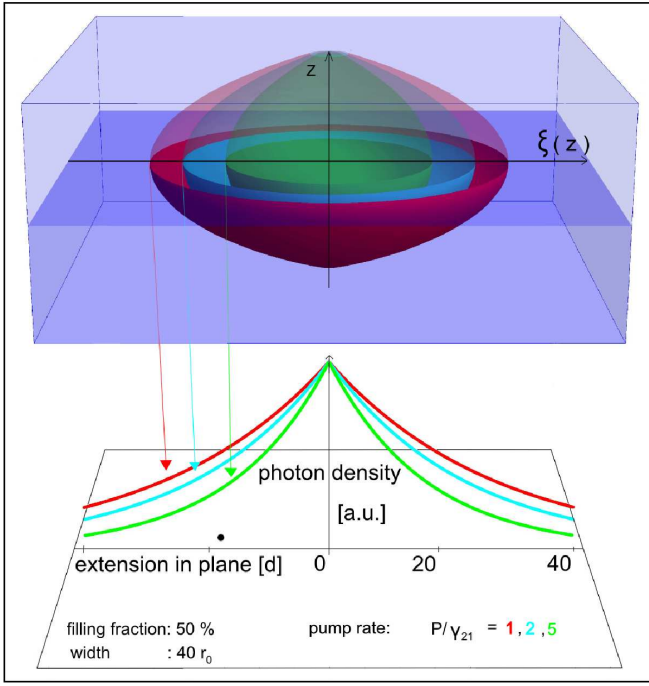 z
ξ(z)
photon density
[a.u.]
extension in plane [d]
0
20
40
filling fraction: 50 %
pump rate:
P/γ21 = 1, 2, 5
width : 40 r0